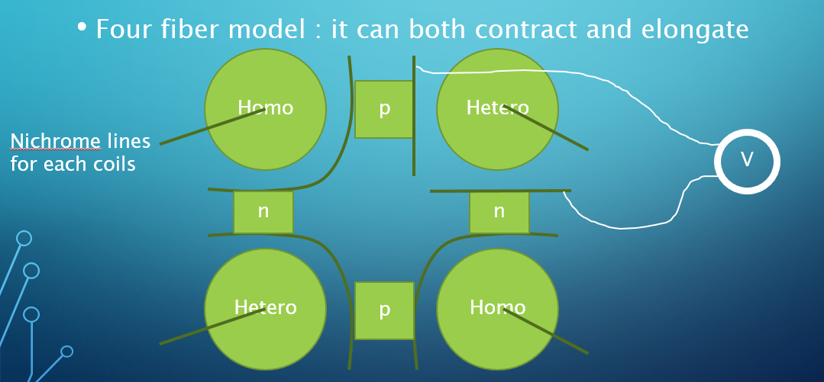 • Four fiber model : it can both contract and elongate
Homo
p
Hetero
Nichrome lines
for each coils
V
n
n
Hetero
p
Homo